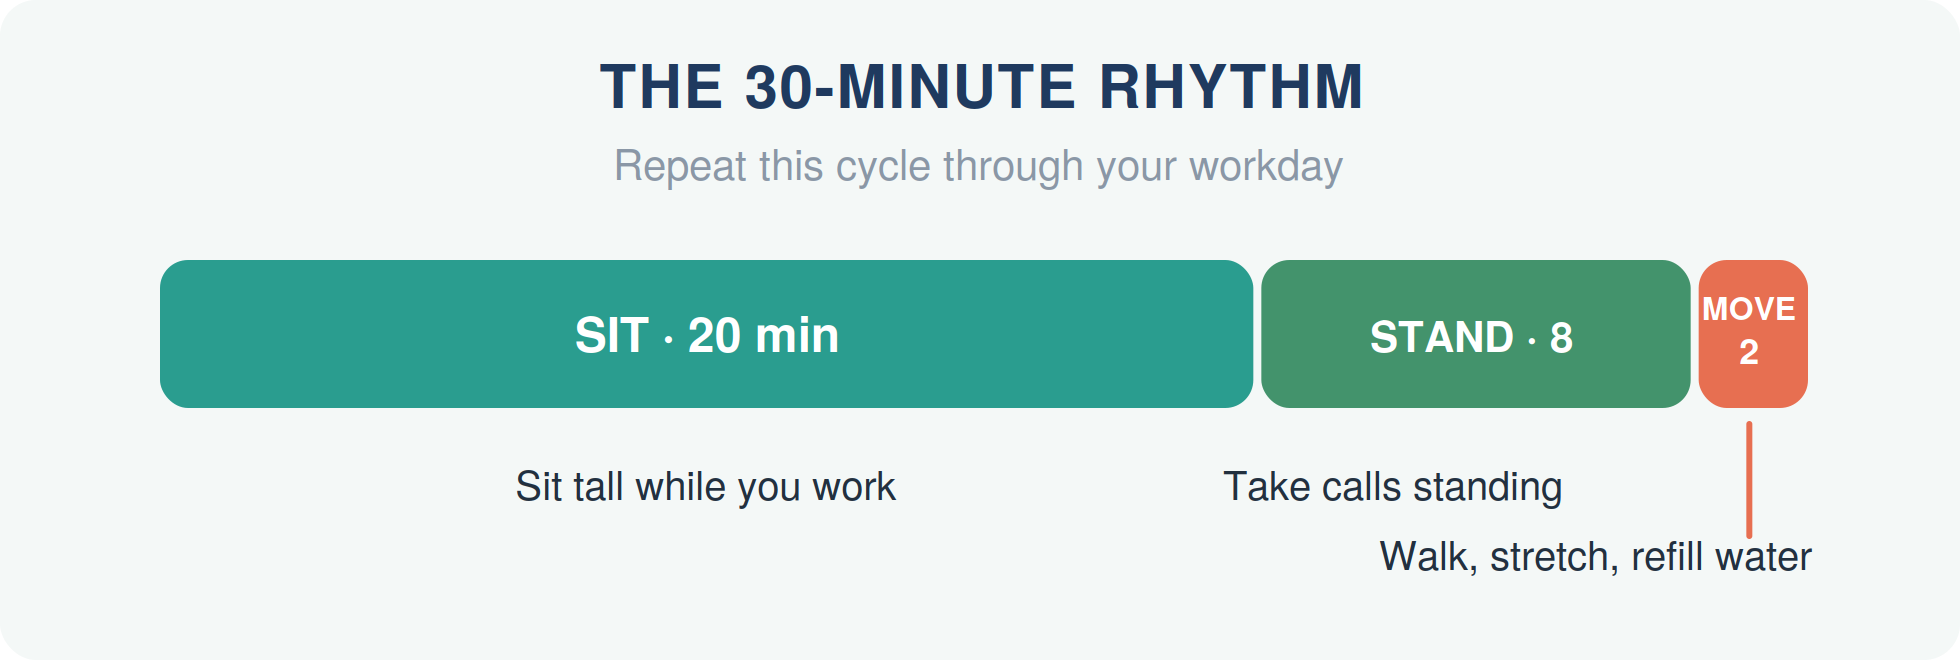 THE 30-MINUTE RHYTHM
Repeat this cycle through your workday
SIT · 20 min
STAND · 8
MOVE
2
Sit tall while you work
Take calls standing
Walk, stretch, refill water